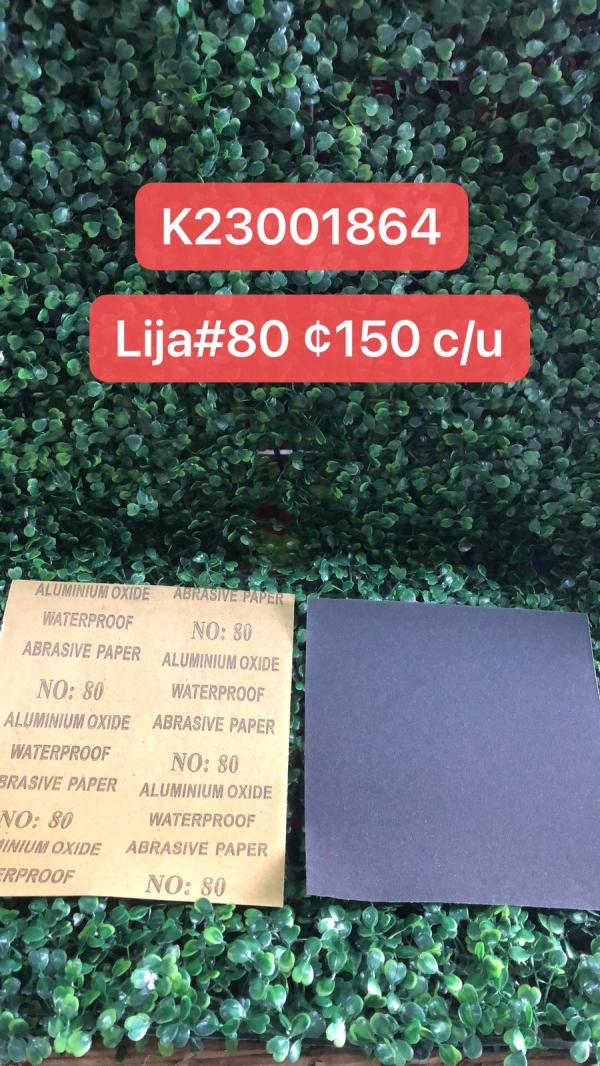 K23001864
Lija#80 ¢150 c/u
ALUMINIUM OXIDE ABRASIVE PAPER
WATERPROOF NO: 80
ABRASIVE PAPER ALUMINIUM OXIDE
NO: 80 WATERPROOF
ALUMINIUM OXIDE ABRASIVE PAPER
WATERPROOF NO: 80
BRASIVE PAPER ALUMINIUM OXIDE
NO: 80 WATERPROOF
INIUM OXIDE ABRASIVE PAPER
ERPROOF NO: 80